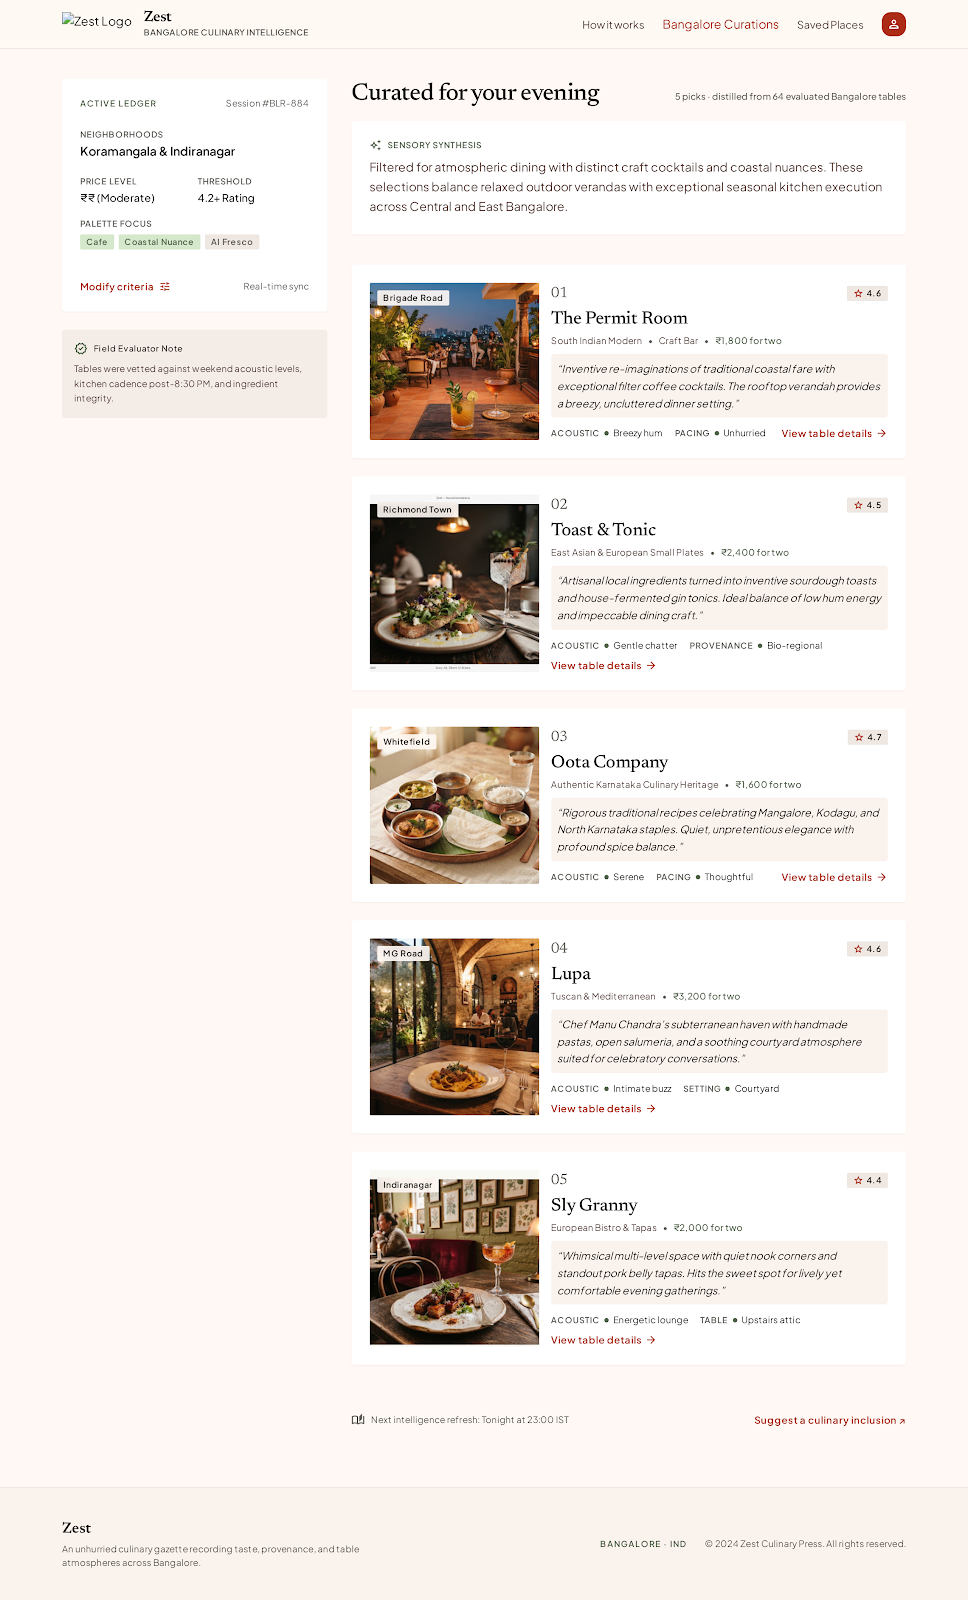 Zest Logo
Zest
BANGALORE CULINARY INTELLIGENCE
How it works
Bangalore Curations
Saved Places
ACTIVE LEDGER
Session #BLR-884
NEIGHBORHOODS
Koramangala & Indiranagar
PRICE LEVEL
THRESHOLD
₹₹ (Moderate)
4.2+ Rating
PALETTE FOCUS
Cafe
Coastal Nuance
Al Fresco
Modify criteria
Real-time sync
Field Evaluator Note
Tables were vetted against weekend acoustic levels,
kitchen cadence post-8:30 PM, and ingredient
integrity.
Curated for your evening
5 picks · distilled from 64 evaluated Bangalore tables
SENSORY SYNTHESIS
Filtered for atmospheric dining with distinct craft cocktails and coastal nuances. These
selections balance relaxed outdoor verandas with exceptional seasonal kitchen execution
across Central and East Bangalore.
Brigade Road
01
4.6
The Permit Room
South Indian Modern • Craft Bar • ₹1,800 for two
“Inventive re-imaginations of traditional coastal fare with
exceptional filter coffee cocktails. The rooftop verandah provides
a breezy, uncluttered dinner setting.”
ACOUSTIC • Breezy hum PACING • Unhurried
View table details →
Richmond Town
02
4.5
Toast & Tonic
East Asian & European Small Plates • ₹2,400 for two
“Artisanal local ingredients turned into inventive sourdough toasts
and house-fermented gin tonics. Ideal balance of low hum energy
and impeccable dining craft.”
ACOUSTIC • Gentle chatter PROVENANCE • Bio-regional
View table details →
Whitefield
03
4.7
Oota Company
Authentic Karnataka Culinary Heritage • ₹1,600 for two
“Rigorous traditional recipes celebrating Mangalore, Kodagu, and
North Karnataka staples. Quiet, unpretentious elegance with
profound spice balance.”
ACOUSTIC • Serene PACING • Thoughtful
View table details →
MG Road
04
4.6
Lupa
Tuscan & Mediterranean • ₹3,200 for two
“Chef Manu Chandra's subterranean haven with handmade
pastas, open salumeria, and a soothing courtyard atmosphere
suited for celebratory conversations.”
ACOUSTIC • Intimate buzz SETTING • Courtyard
View table details →
Indiranagar
05
4.4
Sly Granny
European Bistro & Tapas • ₹2,000 for two
“Whimsical multi-level space with quiet nook corners and
standout pork belly tapas. Hits the sweet spot for lively yet
comfortable evening gatherings.”
ACOUSTIC • Energetic lounge TABLE • Upstairs attic
View table details →
Next intelligence refresh: Tonight at 23:00 IST
Suggest a culinary inclusion ↗
Zest
An unhurried culinary gazette recording taste, provenance, and table
atmospheres across Bangalore.
BANGALORE · IND
© 2024 Zest Culinary Press. All rights reserved.